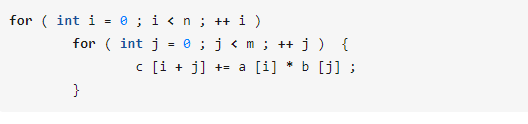 for ( int i = 0 ; i < n ; ++ i )
for ( int j = 0 ; j < m ; ++ j ) {
c [i + j] += a [i] * b [j] ;
}